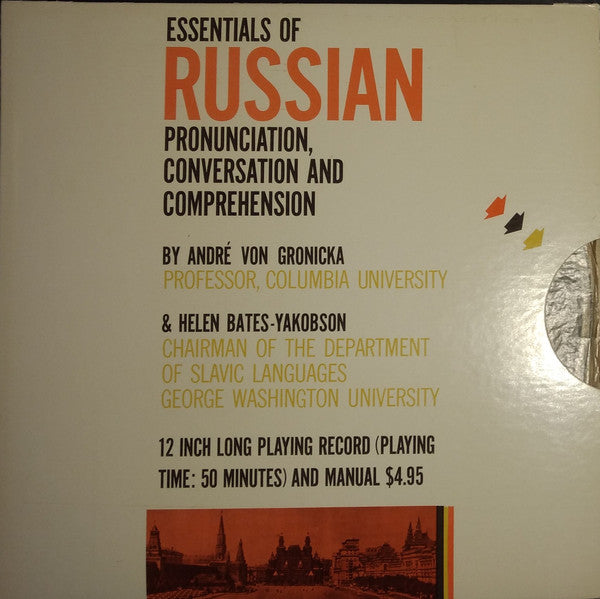 ESSENTIALS OF
RUSSIAN
PRONUNCIATION,
CONVERSATION AND
COMPREHENSION
BY ANDRÉ VON GRONICKA
PROFESSOR, COLUMBIA UNIVERSITY
& HELEN BATES-YAKOBSON
CHAIRMAN OF THE DEPARTMENT
OF SLAVIC LANGUAGES
GEORGE WASHINGTON UNIVERSITY
12 INCH LONG PLAYING RECORD (PLAYING
TIME: 50 MINUTES) AND MANUAL $4.95